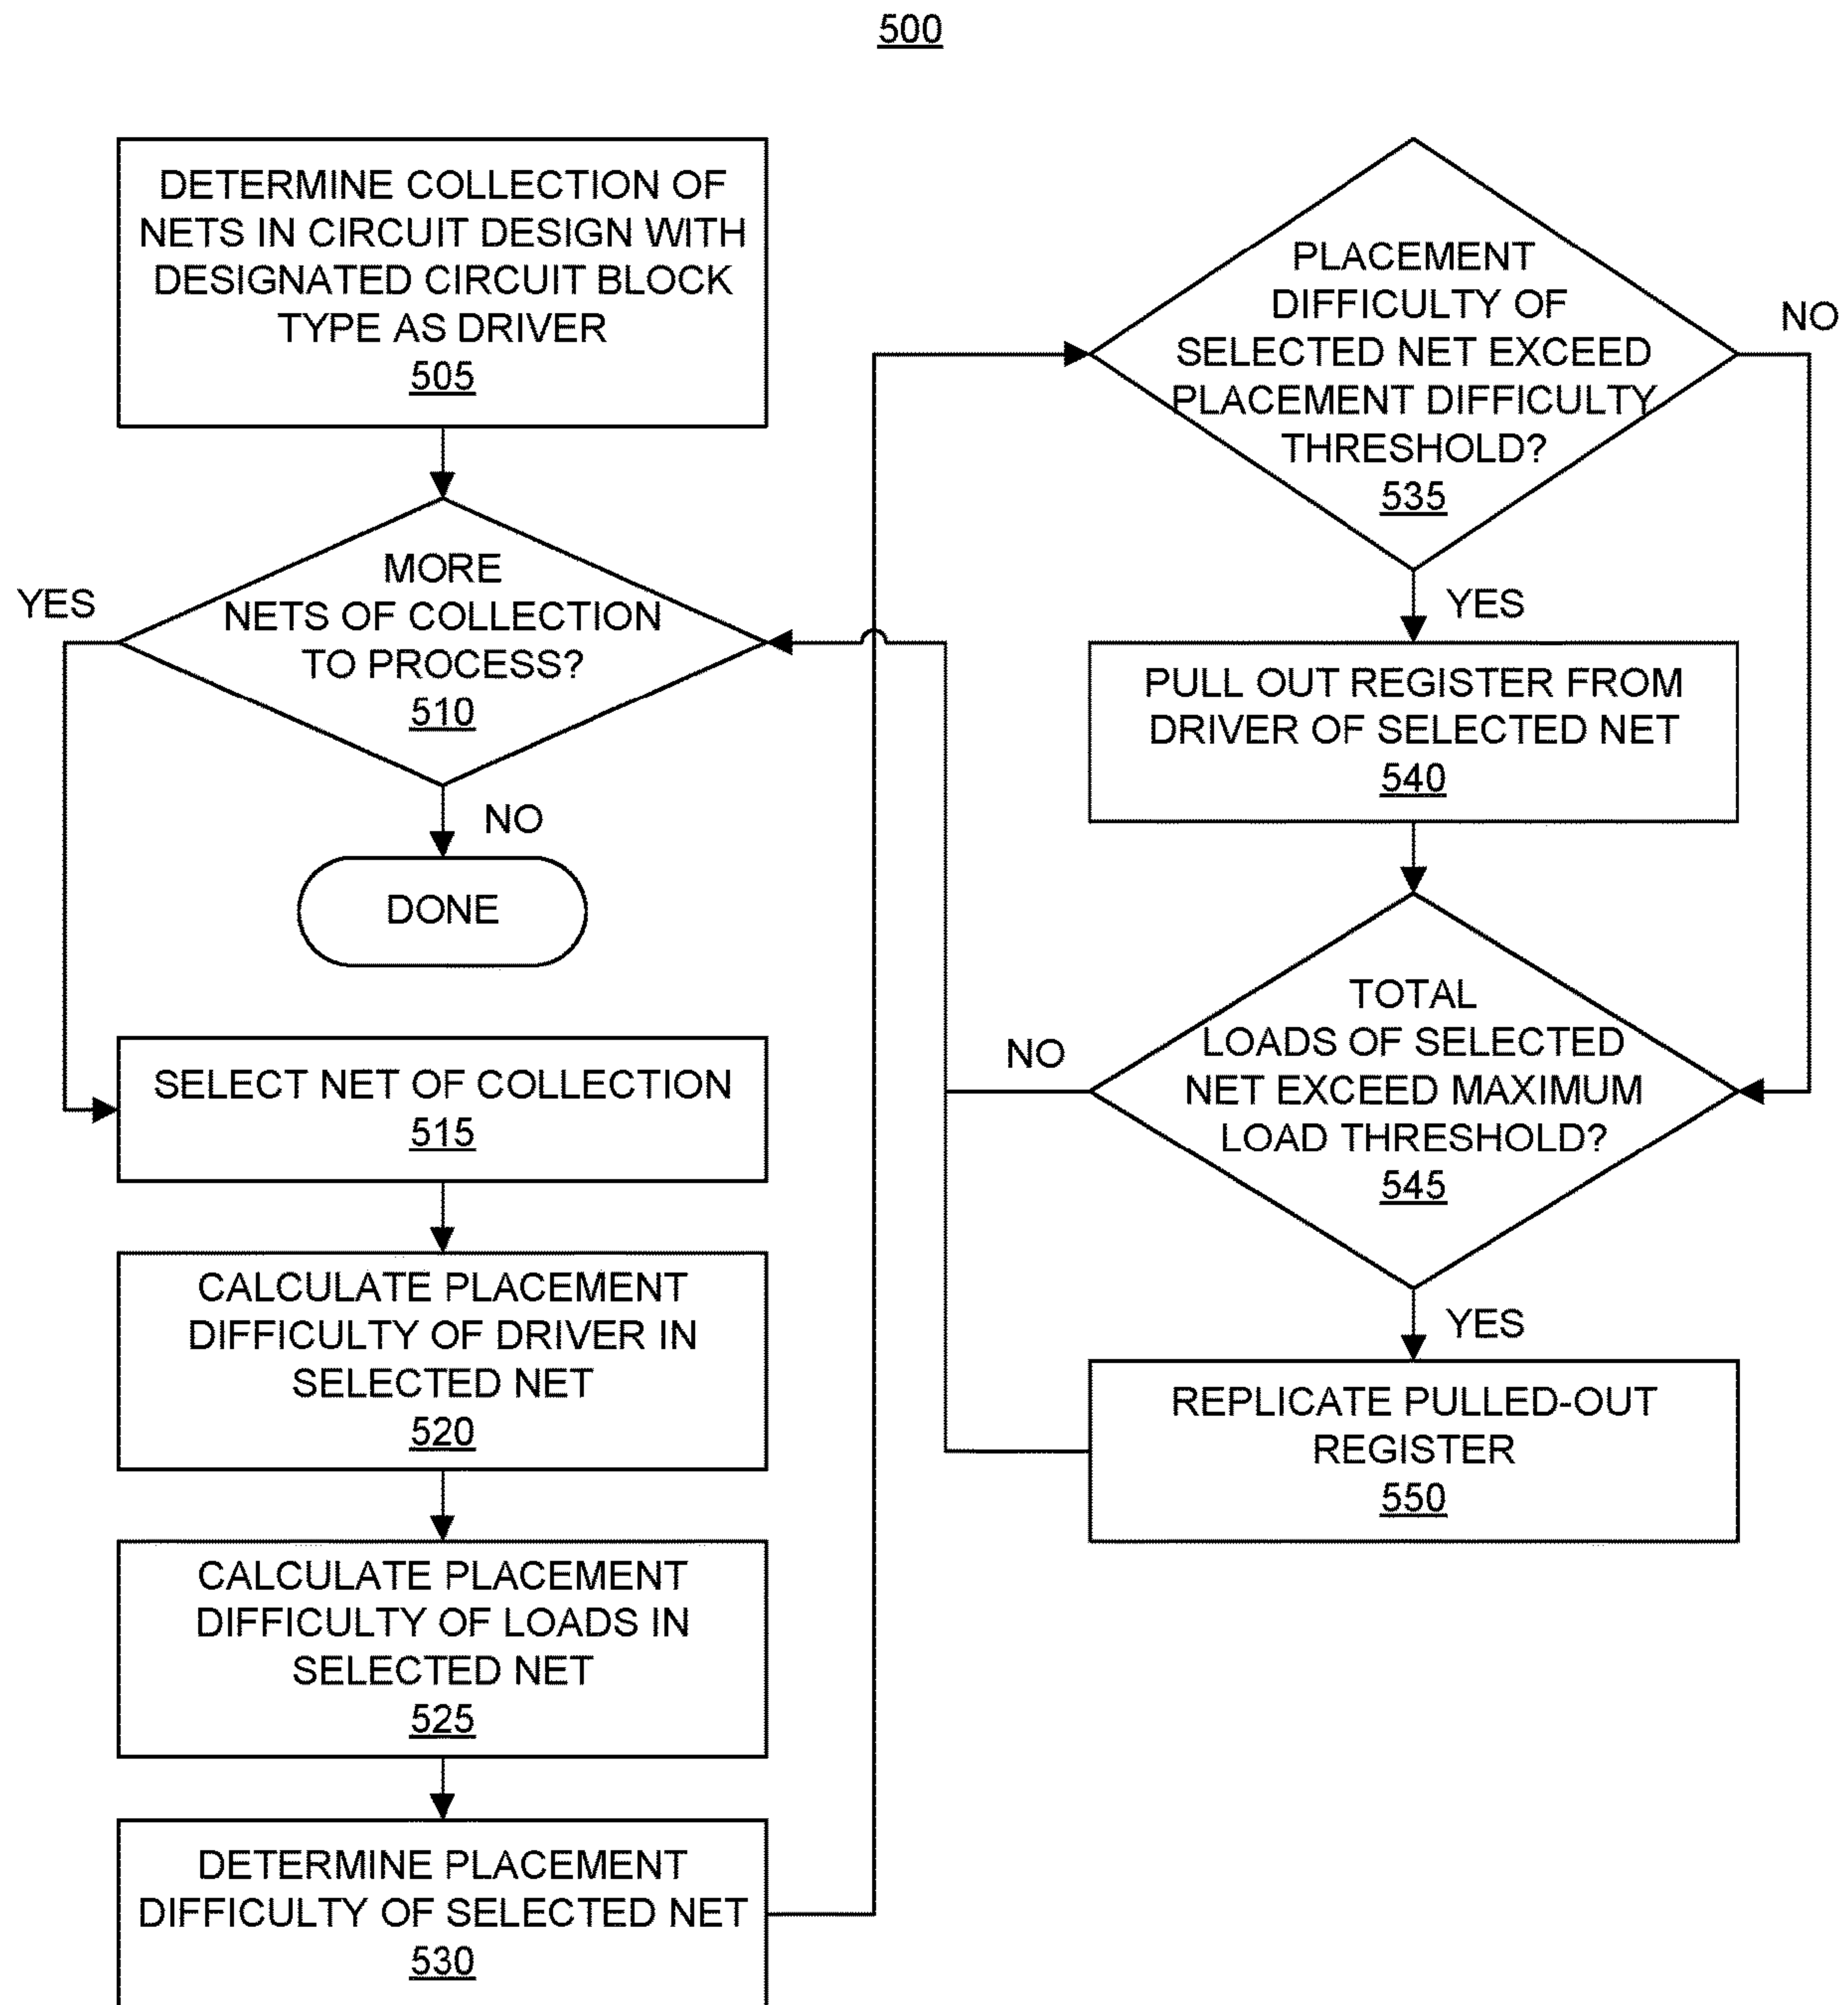 500
DETERMINE COLLECTION OF
NETS IN CIRCUIT DESIGN WITH
DESIGNATED CIRCUIT BLOCK
TYPE AS DRIVER
505
MORE
NETS OF COLLECTION
TO PROCESS?
510
YES
NO
DONE
SELECT NET OF COLLECTION
515
CALCULATE PLACEMENT
DIFFICULTY OF DRIVER IN
SELECTED NET
520
CALCULATE PLACEMENT
DIFFICULTY OF LOADS IN
SELECTED NET
525
DETERMINE PLACEMENT
DIFFICULTY OF SELECTED NET
530
PLACEMENT
DIFFICULTY OF
SELECTED NET EXCEED
PLACEMENT DIFFICULTY
THRESHOLD?
535
NO
YES
PULL OUT REGISTER FROM
DRIVER OF SELECTED NET
540
TOTAL
LOADS OF SELECTED
NET EXCEED MAXIMUM
LOAD THRESHOLD?
545
NO
YES
REPLICATE PULLED-OUT
REGISTER
550